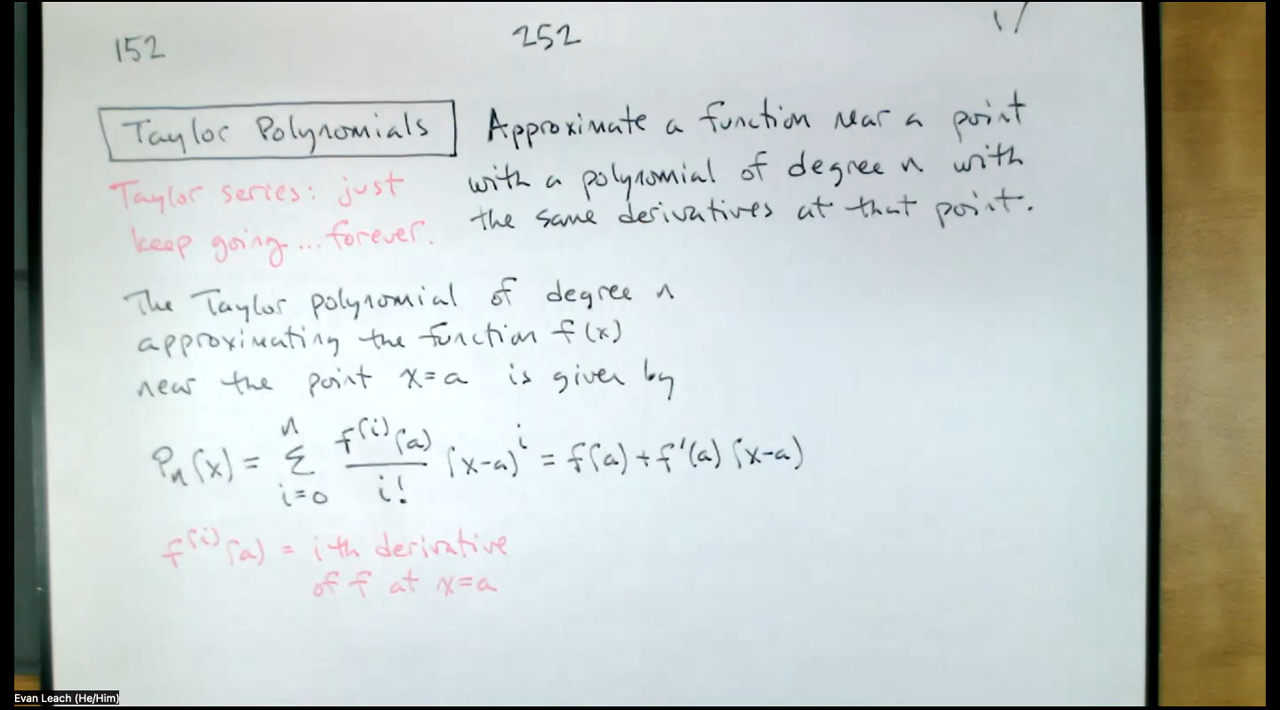 152
252
Taylor Polynomials
Approximate a function near a point
with a polynomial of degree n with
the same derivatives at that point.
Taylor series: just
keep going... forever.
The Taylor polynomial of degree n
approximating the function f(x)
near the point x=a is given by
Pₙ(x) = Σ_{i=0}^{n} f⁽ⁱ⁾(a)/i! (x-a)ⁱ = f(a) + f'(a) (x-a)
f⁽ⁱ⁾(a) = ith derivative
of f at x=a
Evan Leach (He/Him)